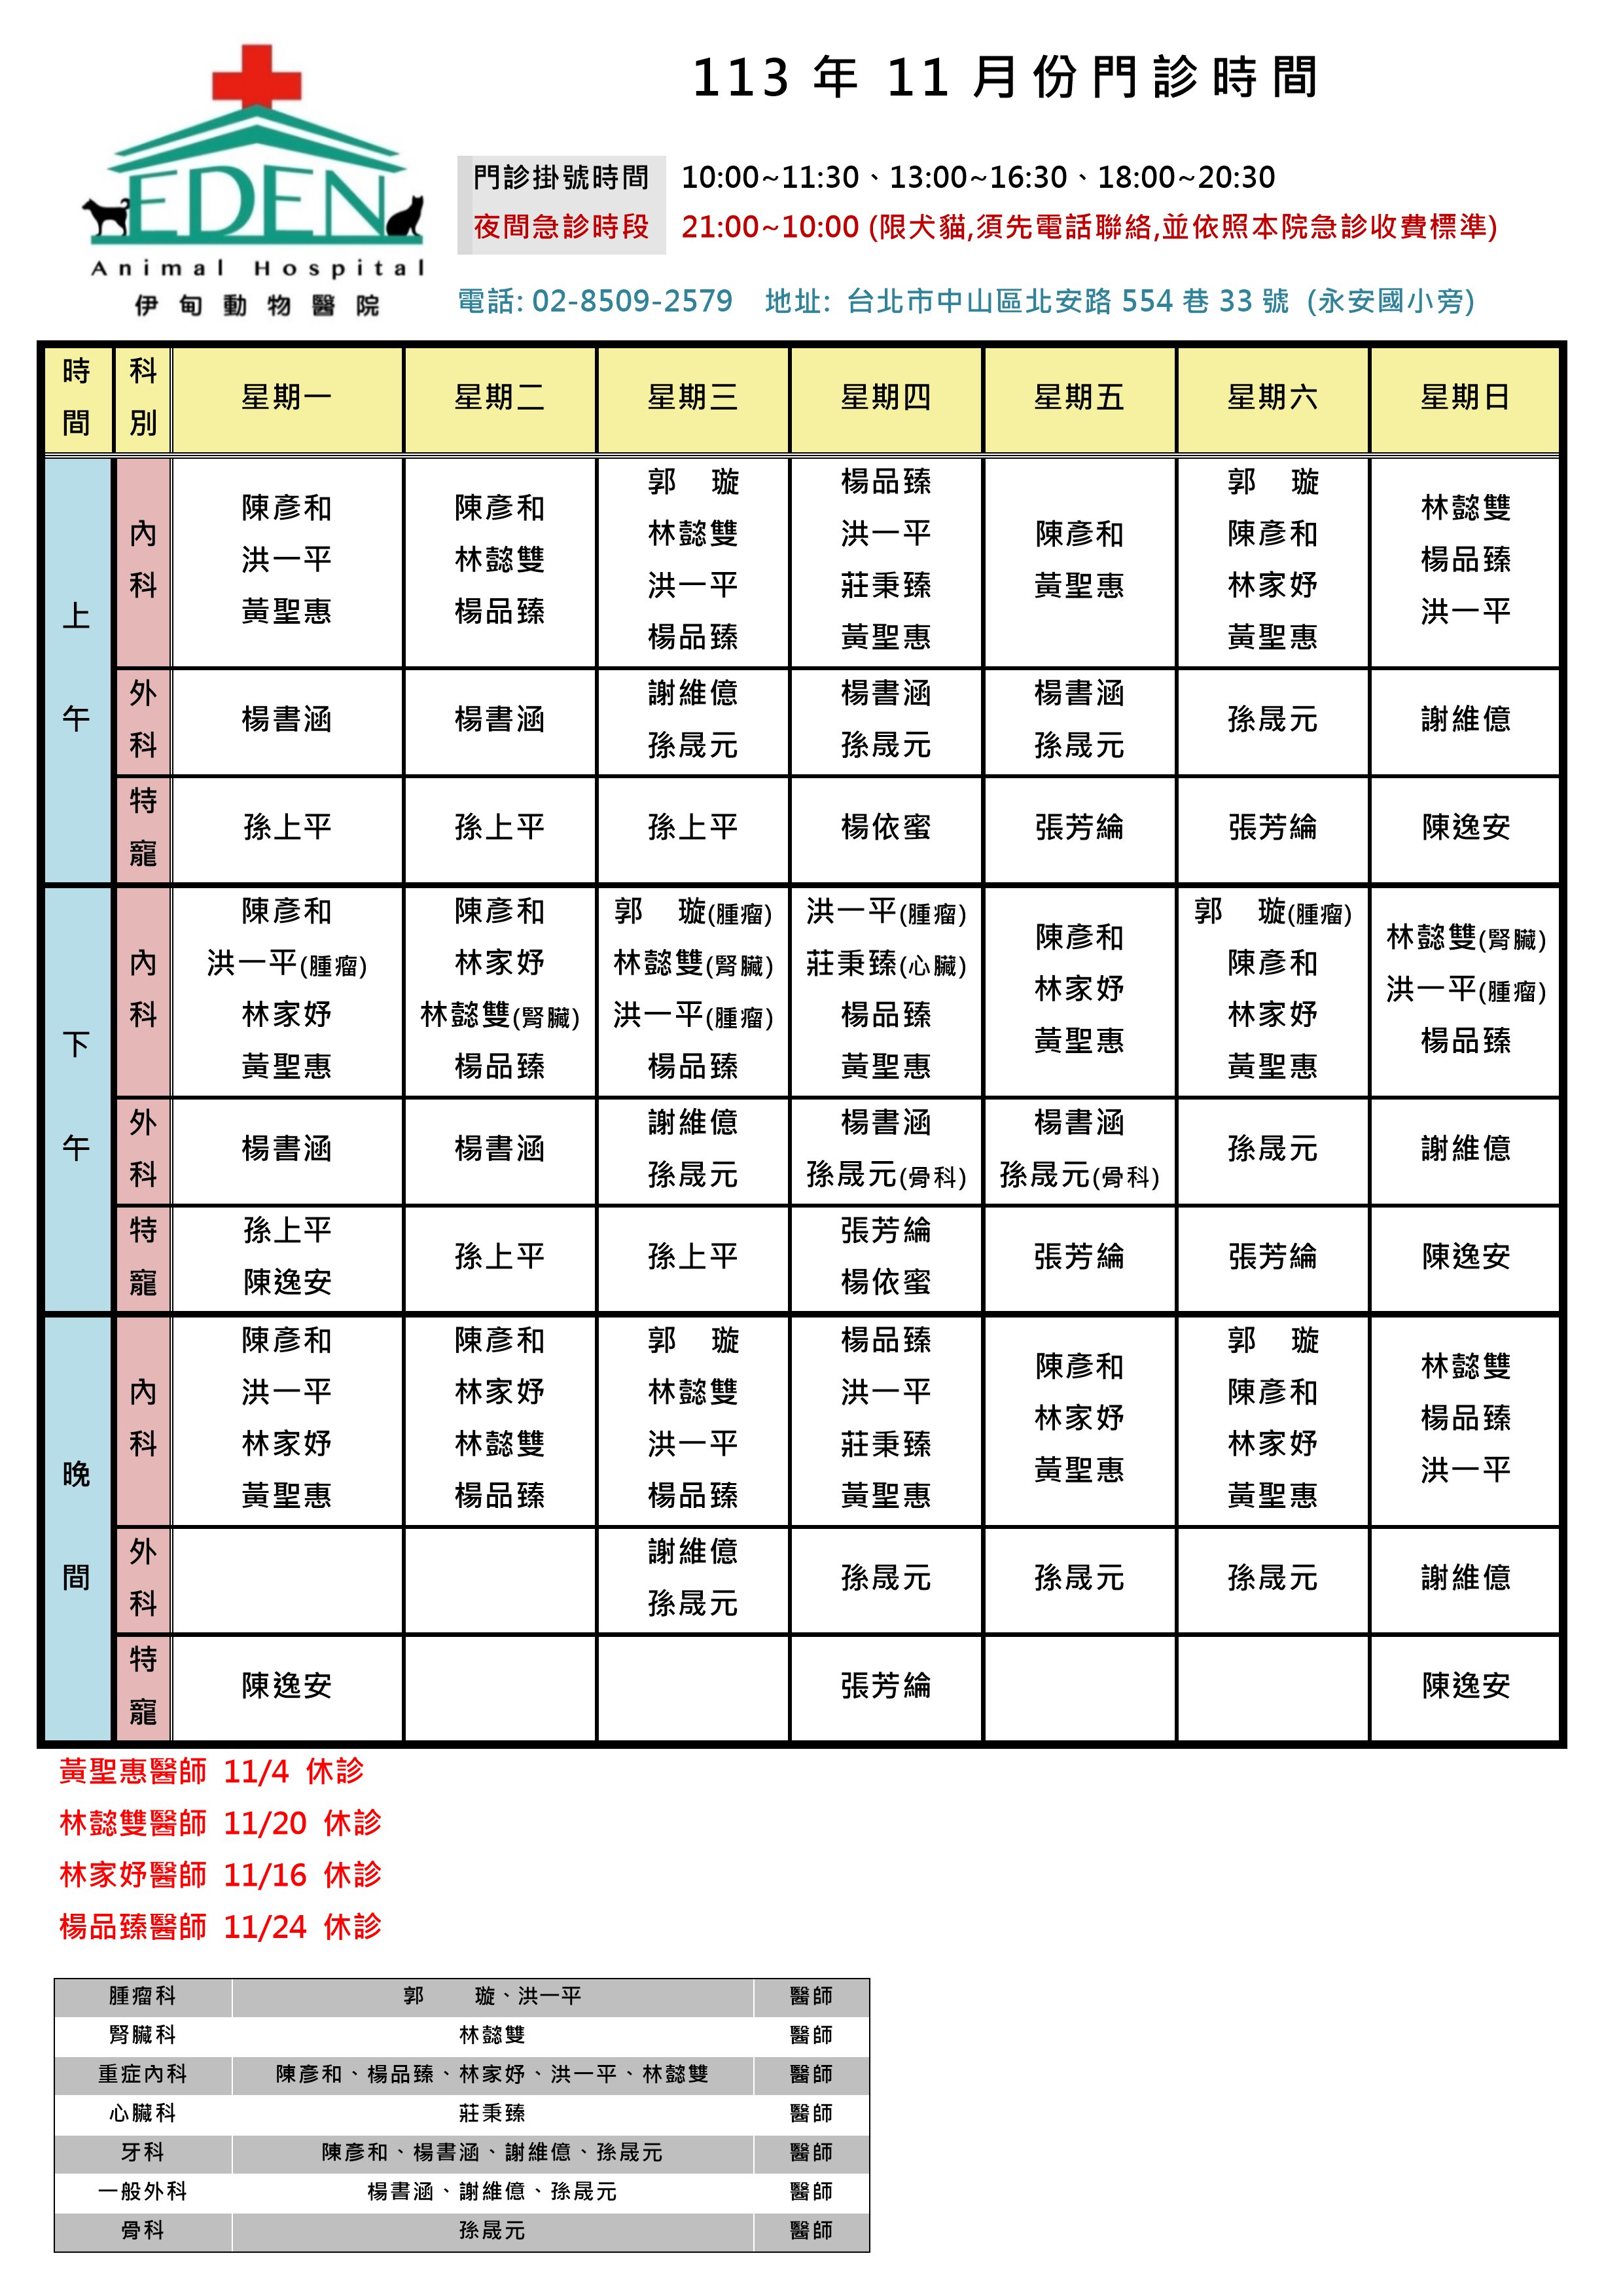 113 年 11 月份門診時間
EDEN
Animal Hospital
伊甸動物醫院
門診掛號時間 10:00~11:30、13:00~16:30、18:00~20:30
夜間急診時段 21:00~10:00 (限犬貓,須先電話聯絡,並依照本院急診收費標準)
電話: 02-8509-2579 地址: 台北市中山區北安路 554 巷 33 號 (永安國小旁)
時間 科別 星期一 星期二 星期三 星期四 星期五 星期六 星期日
上午
內科
陳彥和
洪一平
黃聖惠
陳彥和
林懿雙
楊品臻
郭 璇
林懿雙
洪一平
楊品臻
楊品臻
洪一平
莊秉臻
黃聖惠
陳彥和
黃聖惠
郭 璇
陳彥和
林家妤
黃聖惠
林懿雙
楊品臻
洪一平
外科
楊書涵
楊書涵
謝維億
孫晟元
楊書涵
孫晟元
楊書涵
孫晟元
孫晟元
謝維億
特寵
孫上平
孫上平
孫上平
楊依蜜
張芳綸
張芳綸
陳逸安
下午
內科
陳彥和
洪一平(腫瘤)
林家妤
黃聖惠
陳彥和
林家妤
林懿雙(腎臟)
楊品臻
郭 璇(腫瘤)
林懿雙(腎臟)
洪一平(腫瘤)
楊品臻
洪一平(腫瘤)
莊秉臻(心臟)
楊品臻
黃聖惠
陳彥和
林家妤
黃聖惠
郭 璇(腫瘤)
陳彥和
林家妤
黃聖惠
林懿雙(腎臟)
洪一平(腫瘤)
楊品臻
外科
楊書涵
楊書涵
謝維億
孫晟元
楊書涵
孫晟元(骨科)
楊書涵
孫晟元(骨科)
孫晟元
謝維億
特寵
孫上平
陳逸安
孫上平
孫上平
張芳綸
楊依蜜
張芳綸
張芳綸
陳逸安
晚間
內科
陳彥和
洪一平
林家妤
黃聖惠
陳彥和
林家妤
林懿雙
楊品臻
郭 璇
林懿雙
洪一平
楊品臻
楊品臻
洪一平
莊秉臻
黃聖惠
陳彥和
林家妤
黃聖惠
郭 璇
陳彥和
林家妤
黃聖惠
林懿雙
楊品臻
洪一平
外科
謝維億
孫晟元
孫晟元
孫晟元
孫晟元
謝維億
特寵
陳逸安
張芳綸
陳逸安
黃聖惠醫師 11/4 休診
林懿雙醫師 11/20 休診
林家妤醫師 11/16 休診
楊品臻醫師 11/24 休診
腫瘤科 郭 璇、洪一平 醫師
腎臟科 林懿雙 醫師
重症內科 陳彥和、楊品臻、林家妤、洪一平、林懿雙 醫師
心臟科 莊秉臻 醫師
牙科 陳彥和、楊書涵、謝維億、孫晟元 醫師
一般外科 楊書涵、謝維億、孫晟元 醫師
骨科 孫晟元 醫師